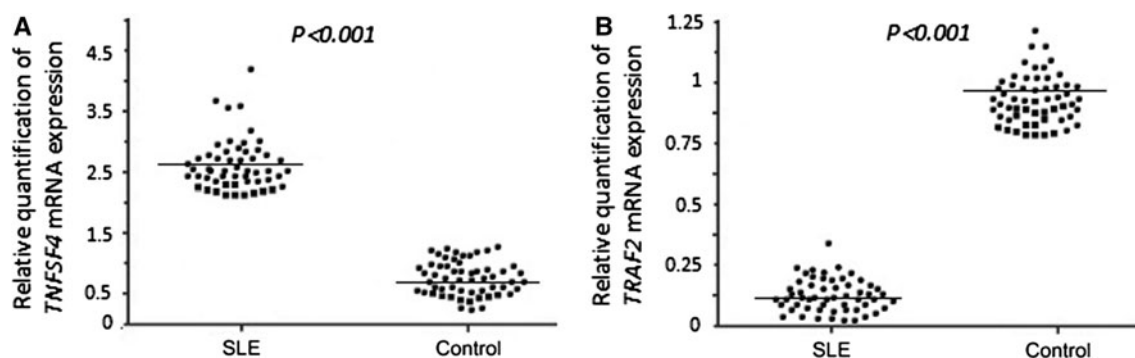 A
Relative quantification of
TNFSF4 mRNA expression
P<0.001
4.5
3.5
2.5
1.5
0.5
0
SLE
Control
B
Relative quantification of
TRAF2 mRNA expression
P<0.001
1.25
1
0.75
0.5
0.25
0
SLE
Control